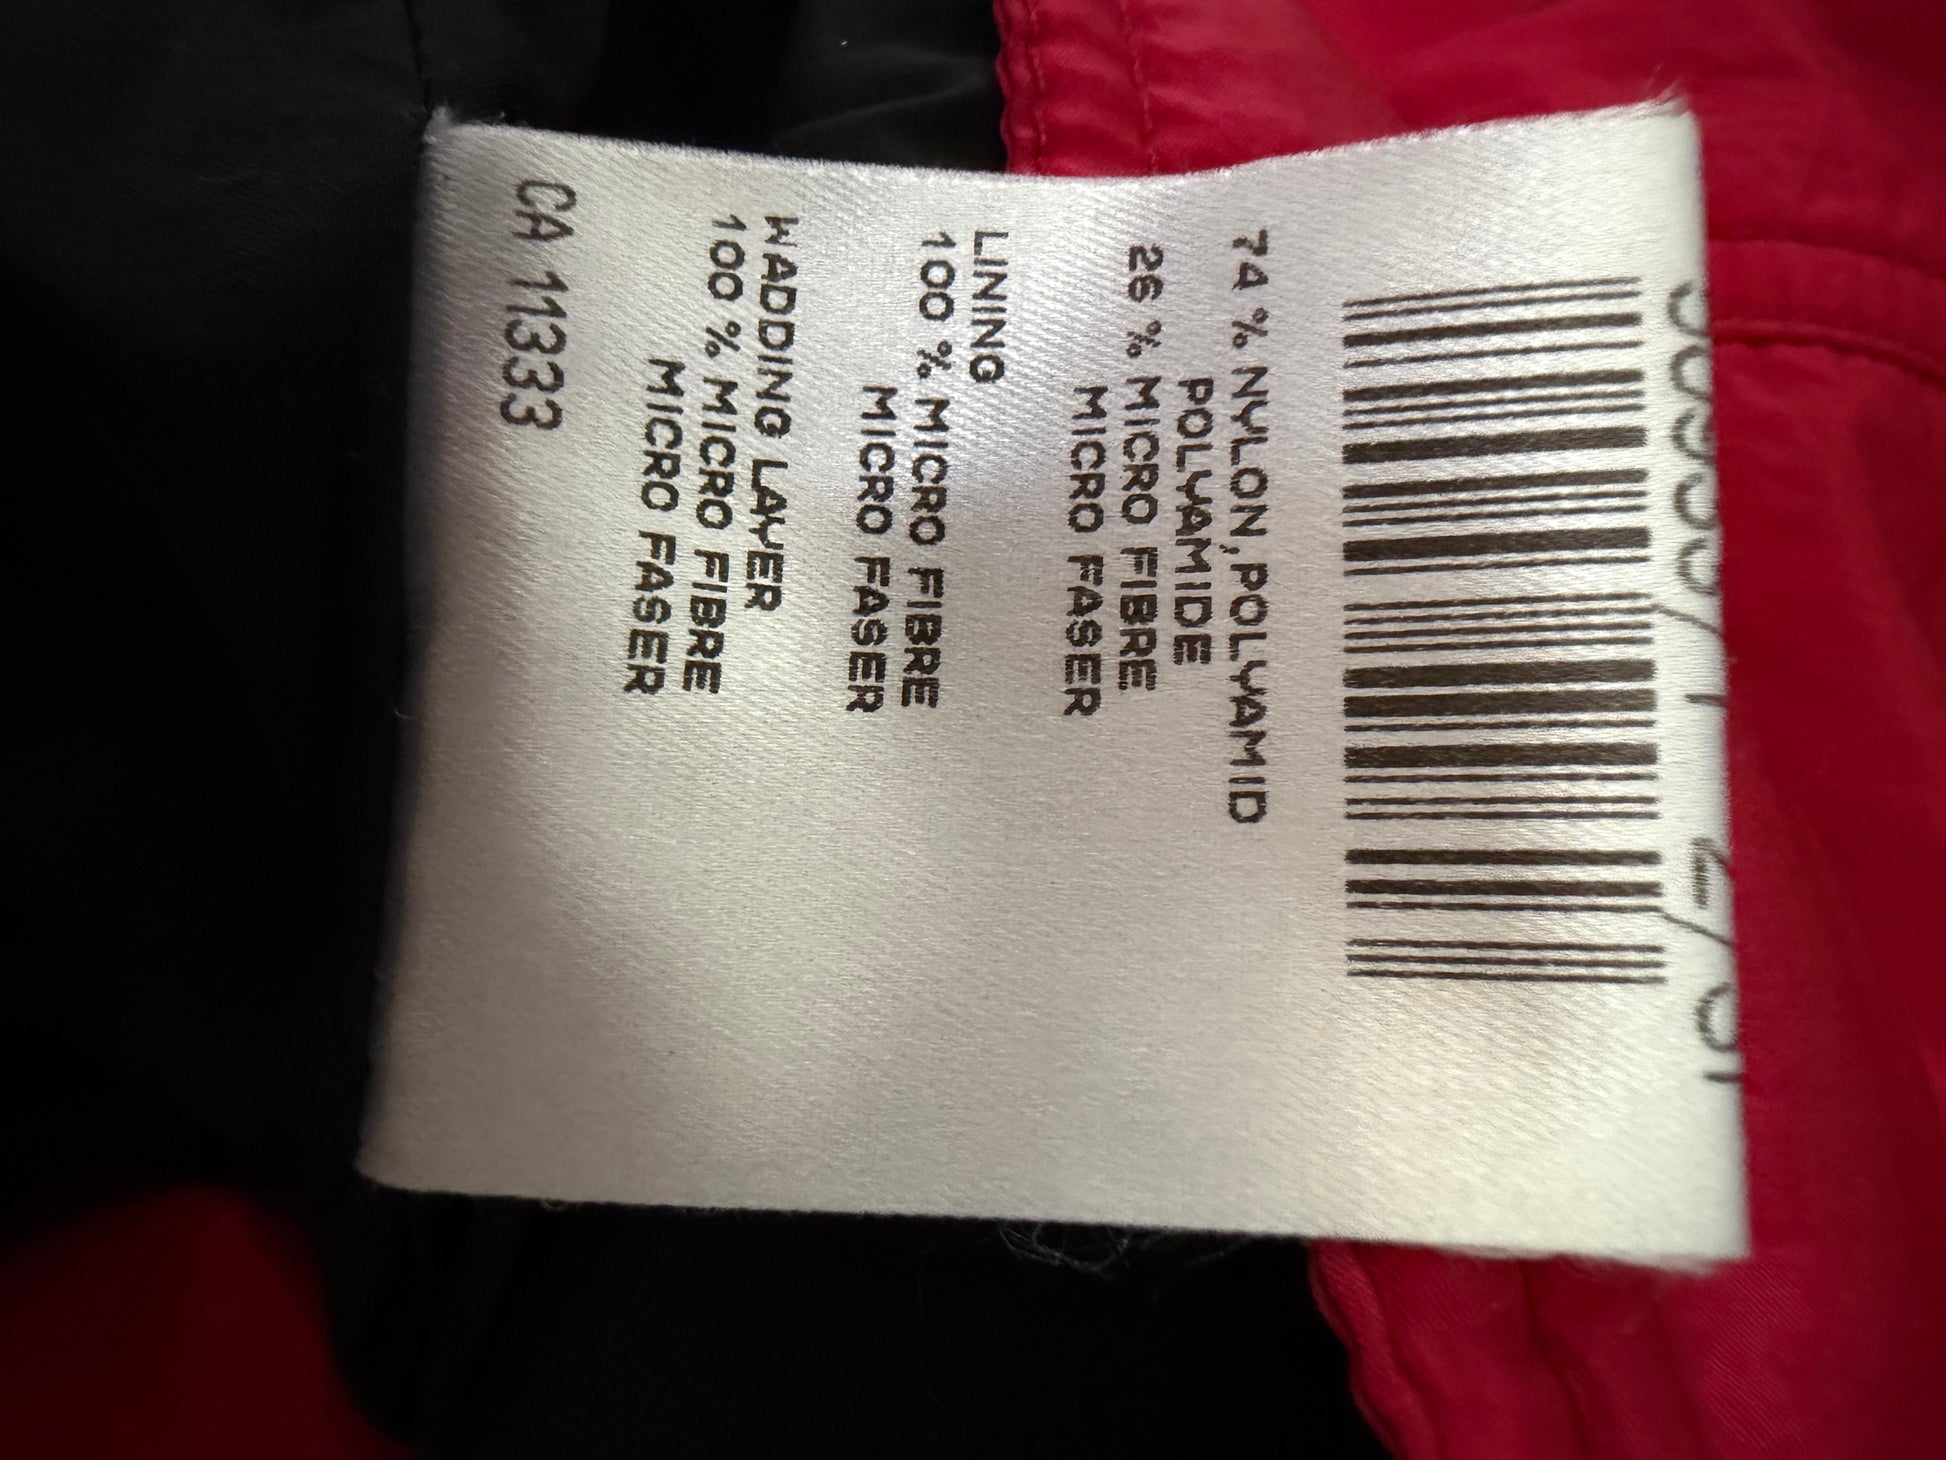 74 % NYLON,POLYAMID
POLYAMIDE
26 % MICRO FIBRE
MICRO FASER
LINING
100 % MICRO FIBRE
MICRO FASER
WADDING LAYER
100 % MICRO FIBRE
MICRO FASER
CA 11333